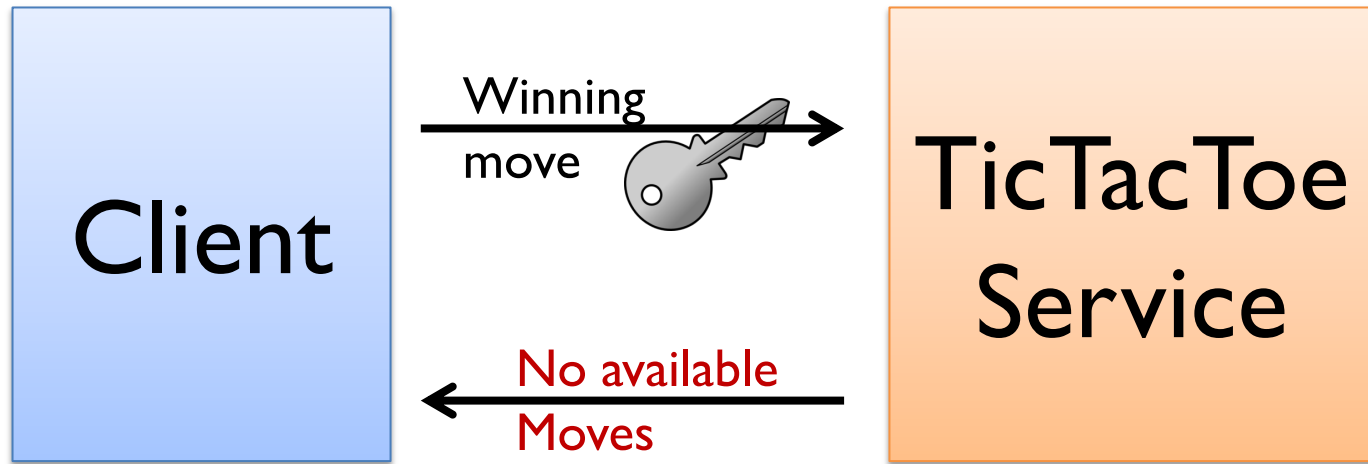 Client
Winning
move
No available
Moves
TicTacToe
Service